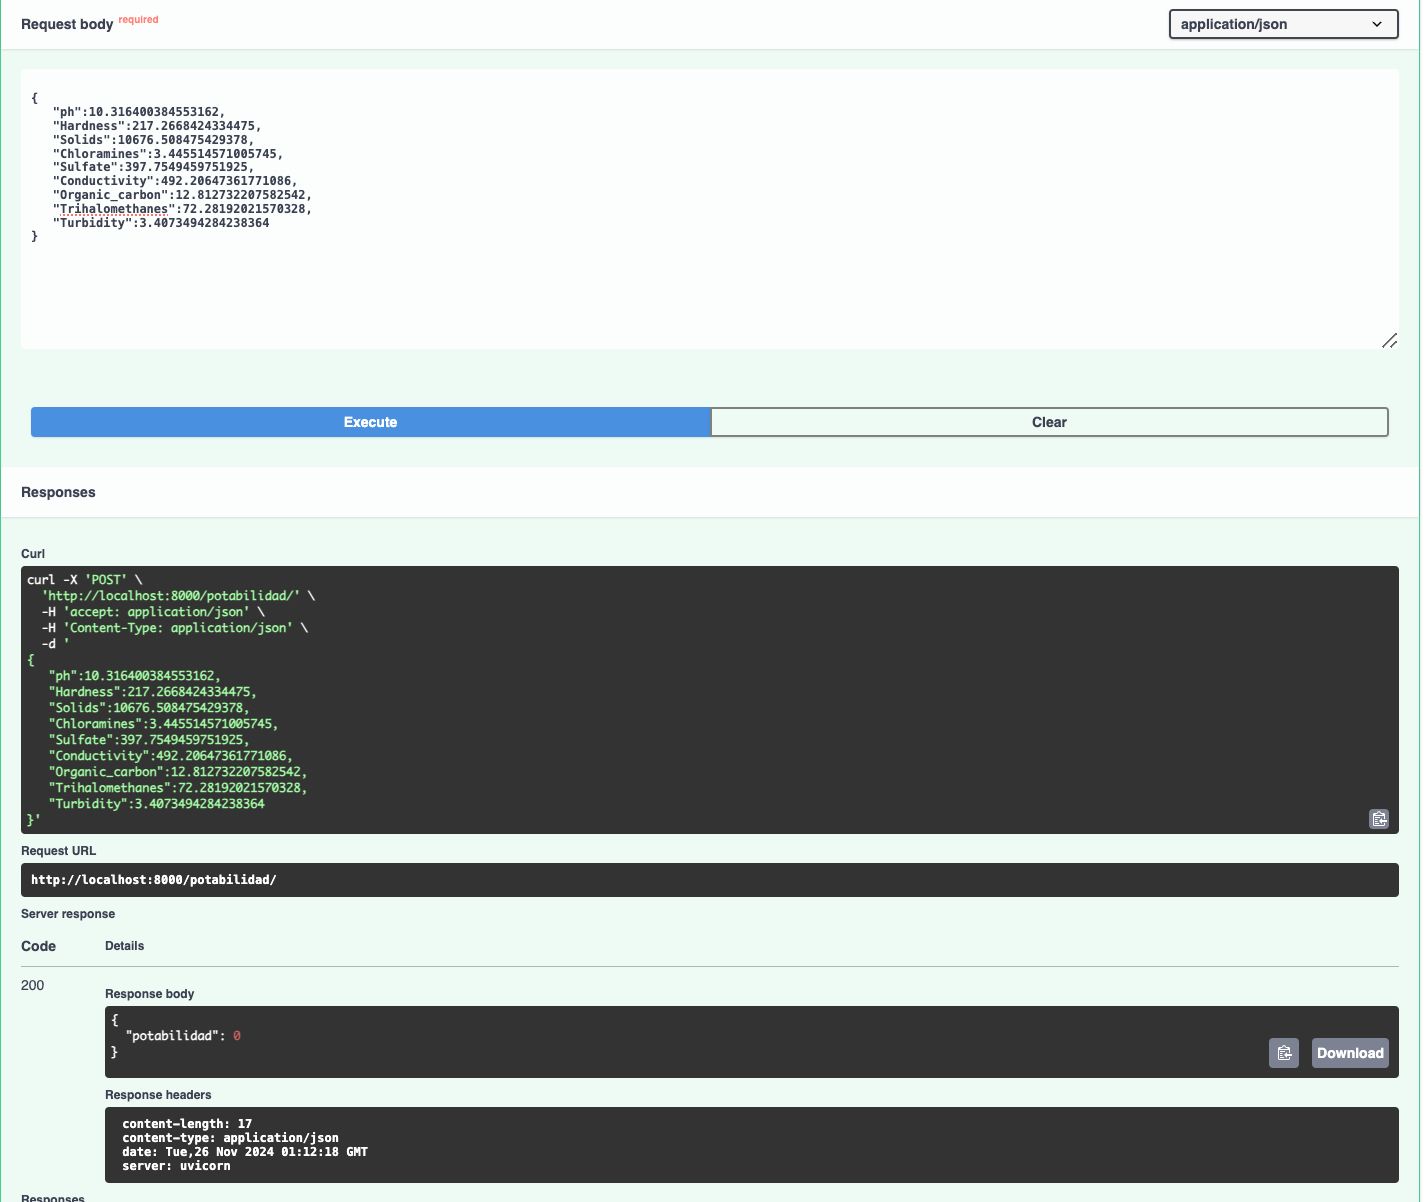 Request body required
application/json
{
"ph":10.316400384553162,
"Hardness":217.2668424334475,
"Solids":10676.508475429378,
"Chloramines":3.445514571005745,
"Sulfate":397.7549459751925,
"Conductivity":492.20647361771086,
"Organic_carbon":12.812732207582542,
"Trihalomethanes":72.28192021570328,
"Turbidity":3.4073494284238364
}
Execute
Clear
Responses
Curl
curl -X 'POST' \
'http://localhost:8000/potabilidad/' \
-H 'accept: application/json' \
-H 'Content-Type: application/json' \
-d '
{
"ph":10.316400384553162,
"Hardness":217.2668424334475,
"Solids":10676.508475429378,
"Chloramines":3.445514571005745,
"Sulfate":397.7549459751925,
"Conductivity":492.20647361771086,
"Organic_carbon":12.812732207582542,
"Trihalomethanes":72.28192021570328,
"Turbidity":3.4073494284238364
}'
Request URL
http://localhost:8000/potabilidad/
Server response
Code Details
200
Response body
{
"potabilidad": 0
}
Download
Response headers
content-length: 17
content-type: application/json
date: Tue,26 Nov 2024 01:12:18 GMT
server: uvicorn
Responses